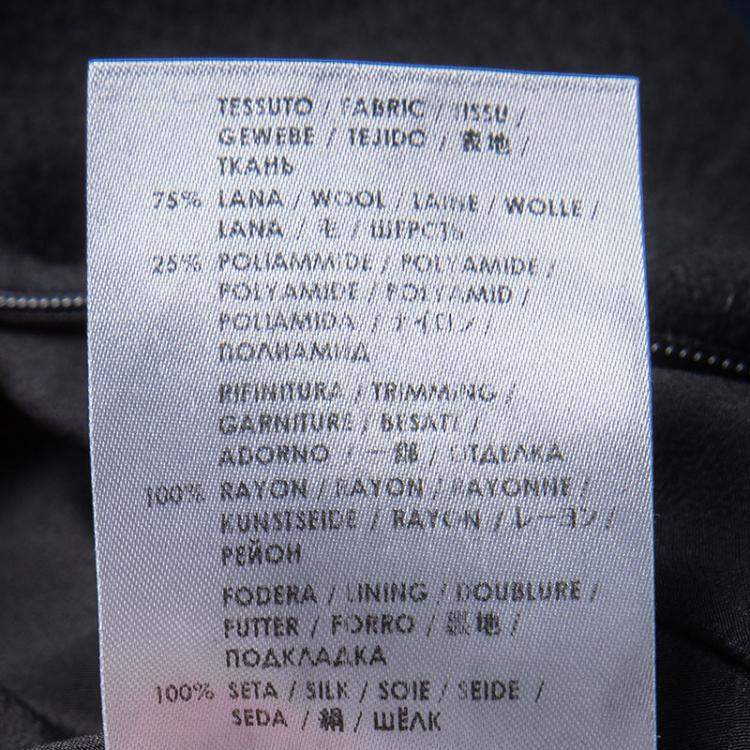 TESSUTO / FABRIC / TISSU /
GEWEBE / TEJIDO / 表地 /
ТКАНЬ
75% LANA / WOOL / LAINE / WOLLE /
LANA / 毛 / ШЕРСТЬ
25% POLIAMMIDE / POLYAMIDE /
POLYAMIDE / POLYAMID /
POLIAMIDA / ナイロン /
ПОЛИАМИД
RIFINITURA / TRIMMING /
GARNITURE / BESATZ /
ADORNO / 一部 / ОТДЕЛКА
100% RAYON / RAYON / RAYONNE /
KUNSTSEIDE / RAYON / レーヨン /
РЕЙОН
FODERA / LINING / DOUBLURE /
FUTTER / FORRO / 裏地 /
ПОДКЛАДКА
100% SETA / SILK / SOIE / SEIDE /
SEDA / 絹 / ШЁЛК